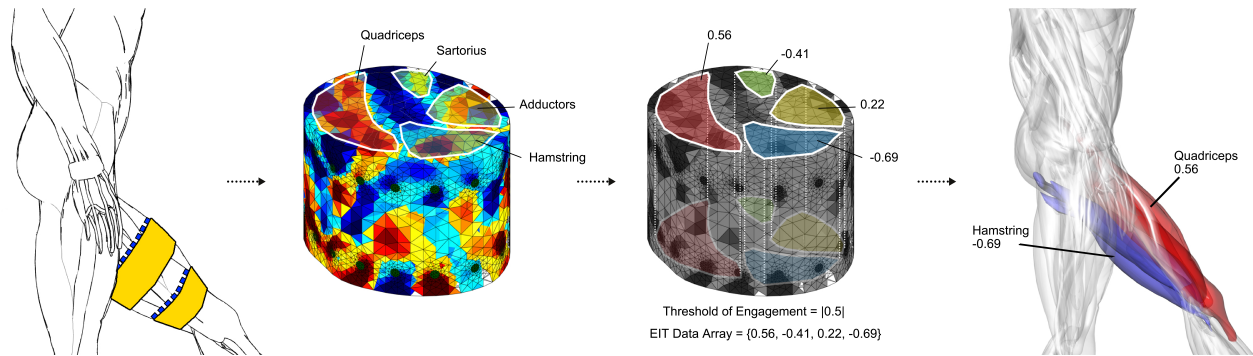 Quadriceps
Sartorius
Adductors
Hamstring
0.56
-0.41
0.22
-0.69
Threshold of Engagement = |0.5|
EIT Data Array = {0.56, -0.41, 0.22, -0.69}
Quadriceps
0.56
Hamstring
-0.69